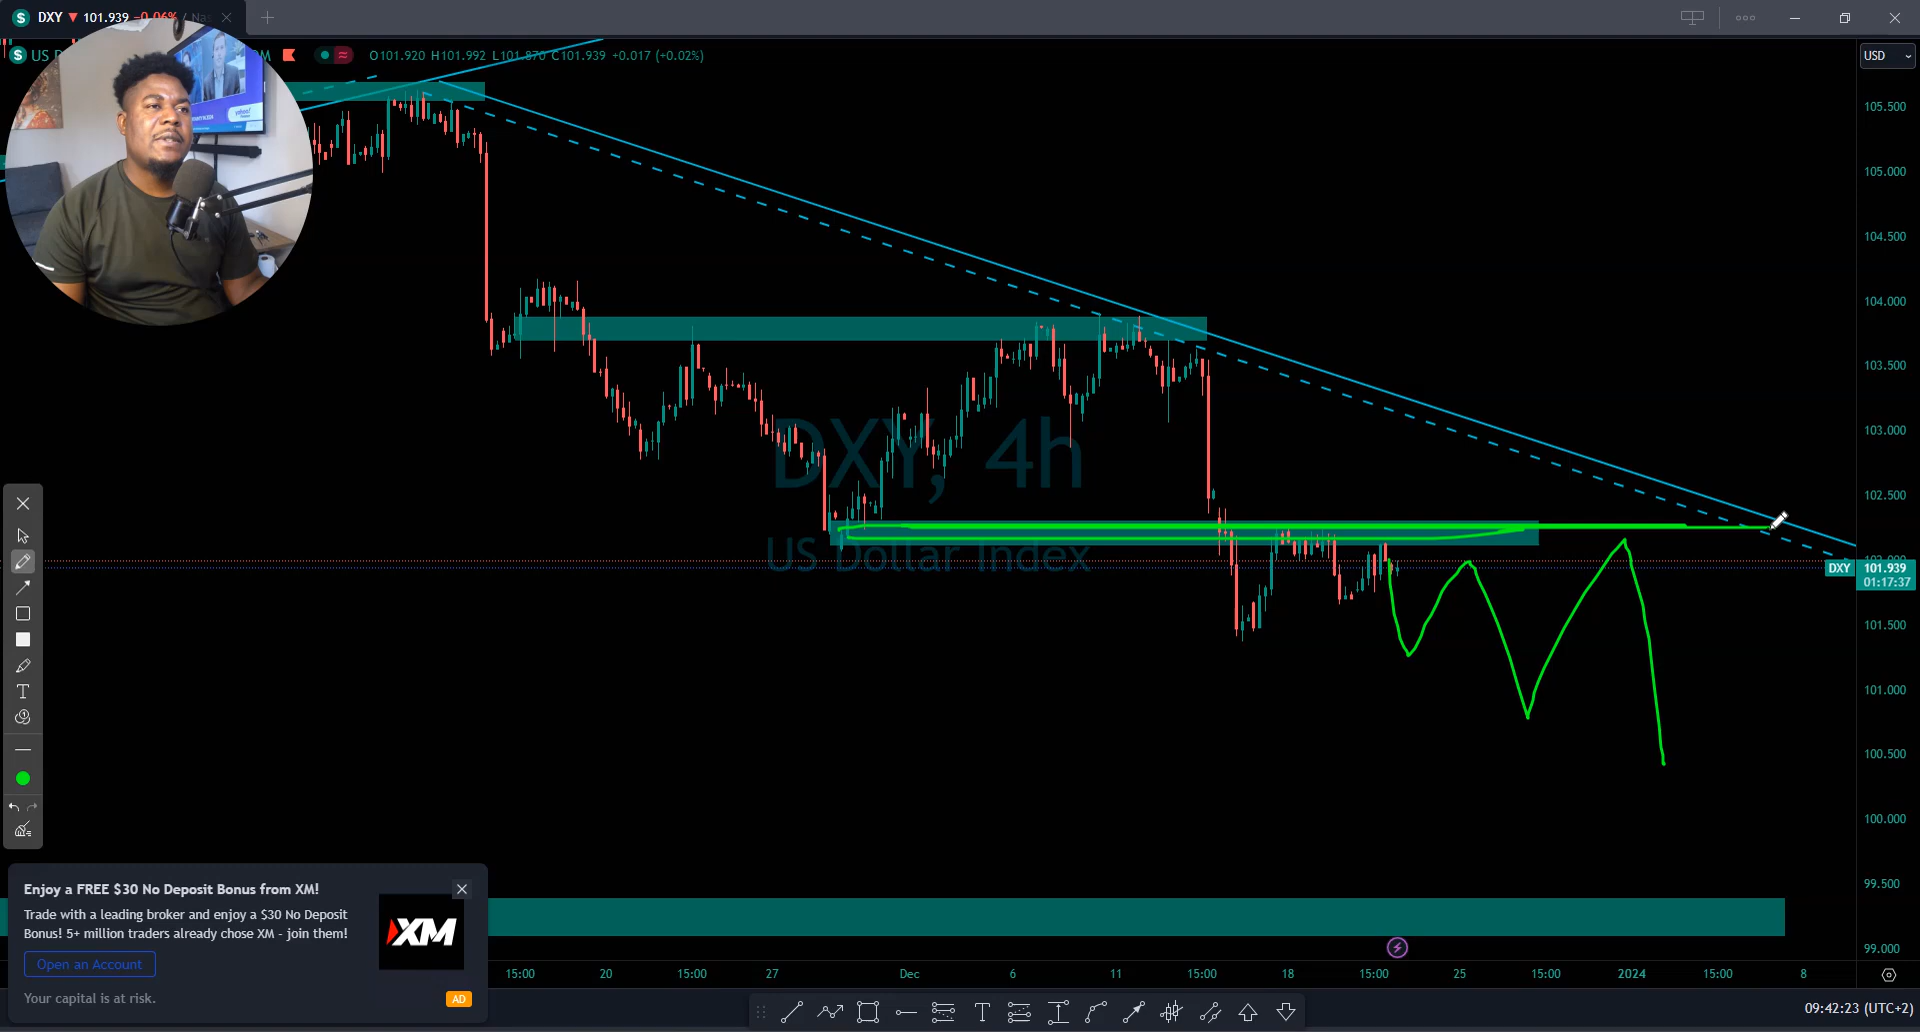 DXY ▼ 101.939 −0.06% / Nas
O101.920 H101.992 L101.870 C101.939 +0.017 (+0.02%)
USD
105.500
105.000
104.500
104.000
103.500
103.000
102.500
102.000
DXY 101.939
01:17:37
101.500
101.000
100.500
100.000
99.500
99.000
DXY, 4h
US Dollar Index
Enjoy a FREE $30 No Deposit Bonus from XM!
Trade with a leading broker and enjoy a $30 No Deposit
Bonus! 5+ million traders already chose XM - join them!
XM
Open an Account
Your capital is at risk.
AD
15:00 20 15:00 27 Dec 6 11 15:00 18 15:00 25 15:00 2024 15:00 8
09:42:23 (UTC+2)